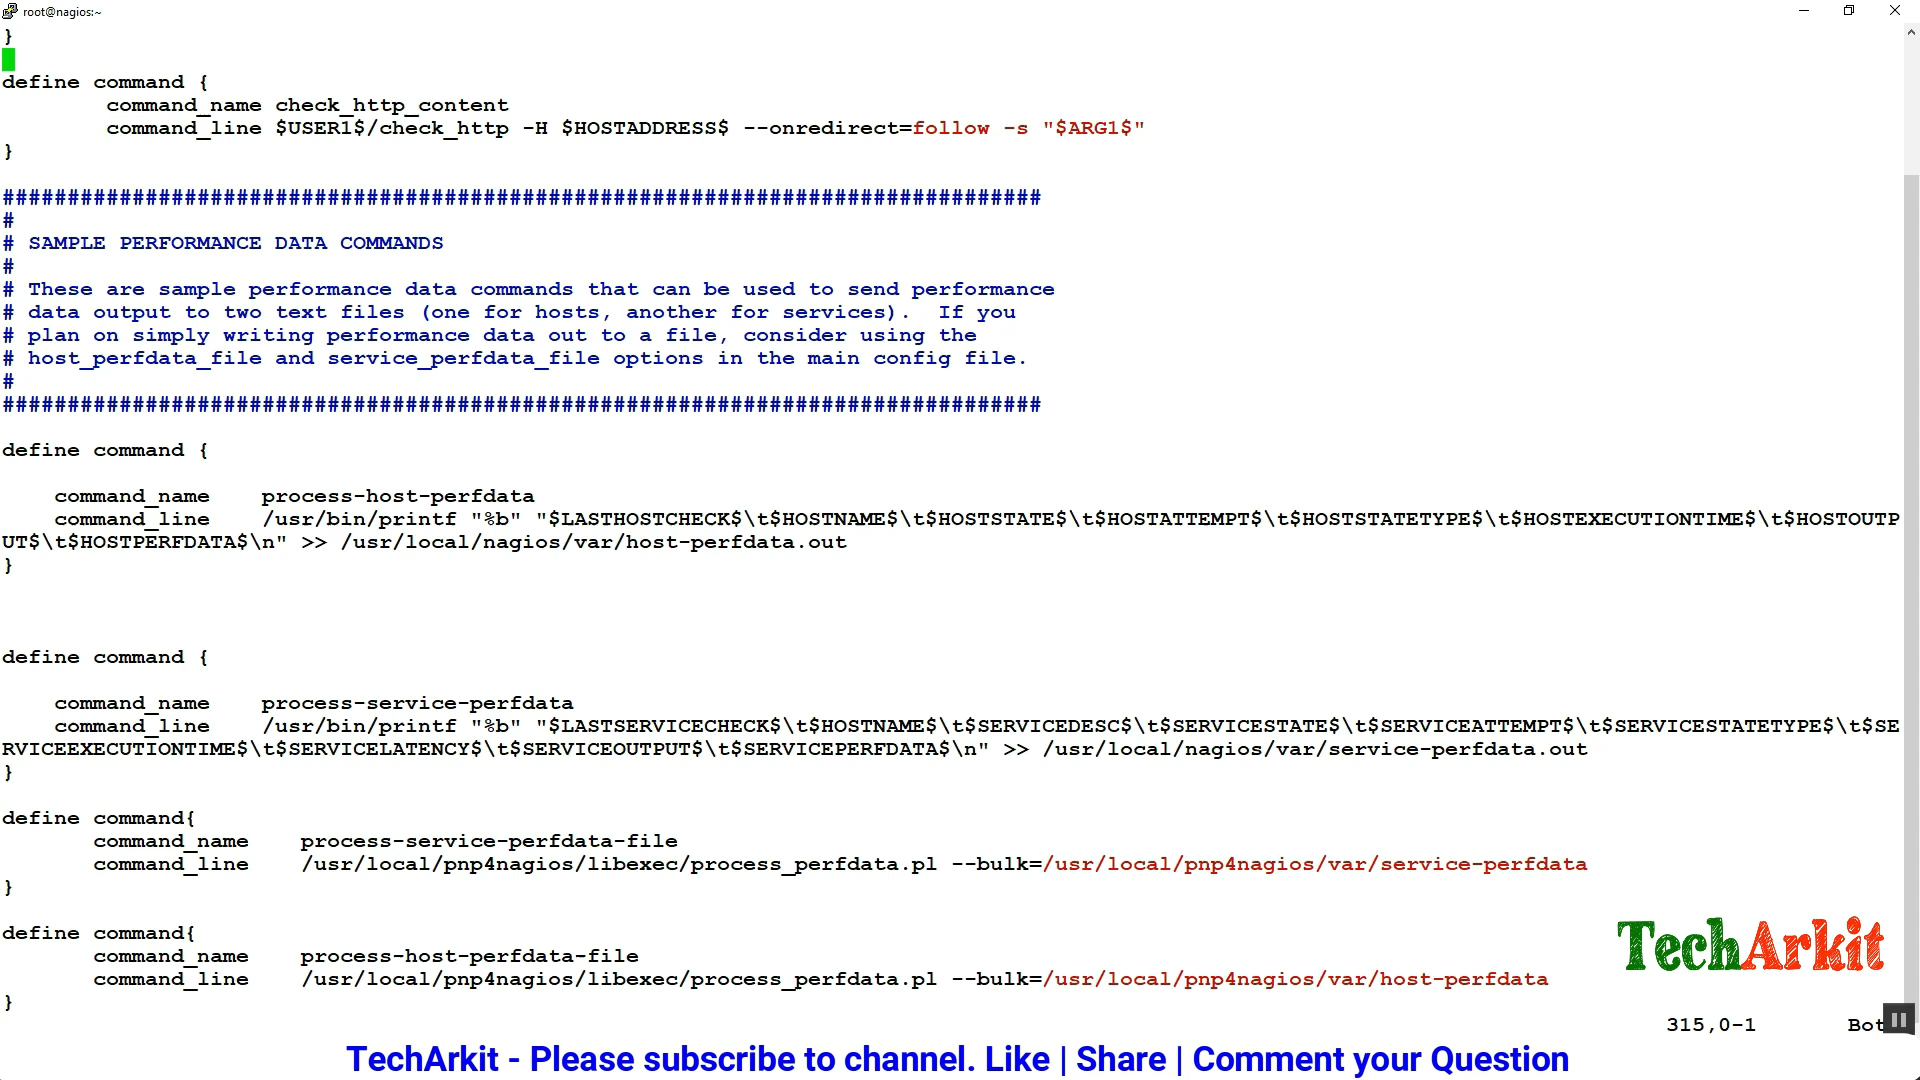 root@nagios:~
}
define command {
command_name check_http_content
command_line $USER1$/check_http -H $HOSTADDRESS$ --onredirect=follow -s "$ARG1$"
}
################################################################################
#
# SAMPLE PERFORMANCE DATA COMMANDS
#
# These are sample performance data commands that can be used to send performance
# data output to two text files (one for hosts, another for services).  If you
# plan on simply writing performance data out to a file, consider using the
# host_perfdata_file and service_perfdata_file options in the main config file.
#
################################################################################
define command {
command_name    process-host-perfdata
command_line    /usr/bin/printf "%b" "$LASTHOSTCHECK$\t$HOSTNAME$\t$HOSTSTATE$\t$HOSTATTEMPT$\t$HOSTSTATETYPE$\t$HOSTEXECUTIONTIME$\t$HOSTOUTP
UT$\t$HOSTPERFDATA$\n" >> /usr/local/nagios/var/host-perfdata.out
}
define command {
command_name    process-service-perfdata
command_line    /usr/bin/printf "%b" "$LASTSERVICECHECK$\t$HOSTNAME$\t$SERVICEDESC$\t$SERVICESTATE$\t$SERVICEATTEMPT$\t$SERVICESTATETYPE$\t$SE
RVICEEXECUTIONTIME$\t$SERVICELATENCY$\t$SERVICEOUTPUT$\t$SERVICEPERFDATA$\n" >> /usr/local/nagios/var/service-perfdata.out
}
define command{
command_name    process-service-perfdata-file
command_line    /usr/local/pnp4nagios/libexec/process_perfdata.pl --bulk=/usr/local/pnp4nagios/var/service-perfdata
}
define command{
command_name    process-host-perfdata-file
command_line    /usr/local/pnp4nagios/libexec/process_perfdata.pl --bulk=/usr/local/pnp4nagios/var/host-perfdata
}
TechArkit
315,0-1 Bot
TechArkit - Please subscribe to channel. Like | Share | Comment your Question